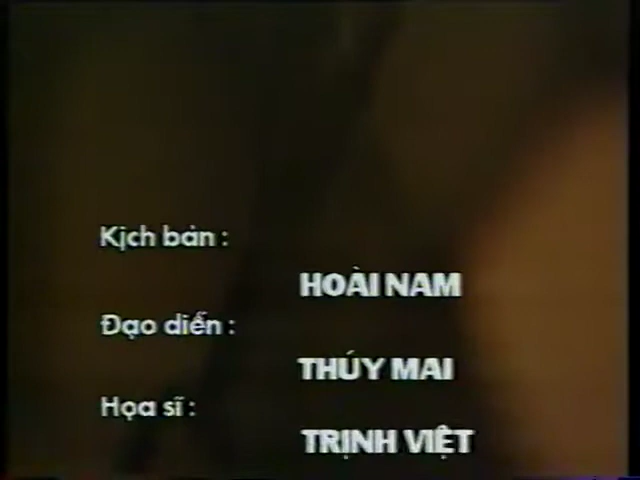 Kịch bản :
HOÀI NAM
Đạo diễn :
THÚY MAI
Họa sĩ :
TRỊNH VIỆT